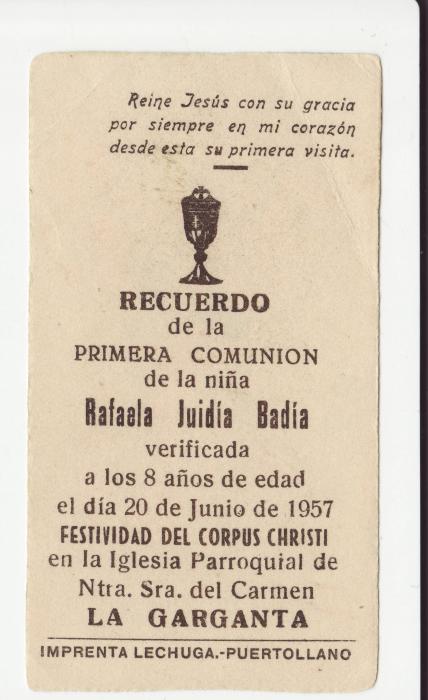 Reine Jesús con su gracia
por siempre en mi corazón
desde esta su primera visita.
RECUERDO
de la
PRIMERA COMUNION
de la niña
Rafaela Juidía Badía
verificada
a los 8 años de edad
el día 20 de Junio de 1957
FESTIVIDAD DEL CORPUS CHRISTI
en la Iglesia Parroquial de
Ntra. Sra. del Carmen
LA GARGANTA
IMPRENTA LECHUGA.-PUERTOLLANO